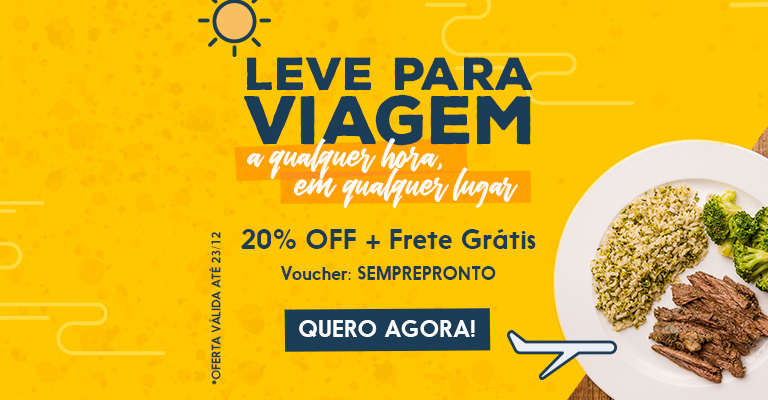 LEVE PARA
VIAGEM
a qualquer hora,
em qualquer lugar
20% OFF + Frete Grátis
Voucher: SEMPREPRONTO
QUERO AGORA!
*OFERTA VÁLIDA ATÉ 23/12